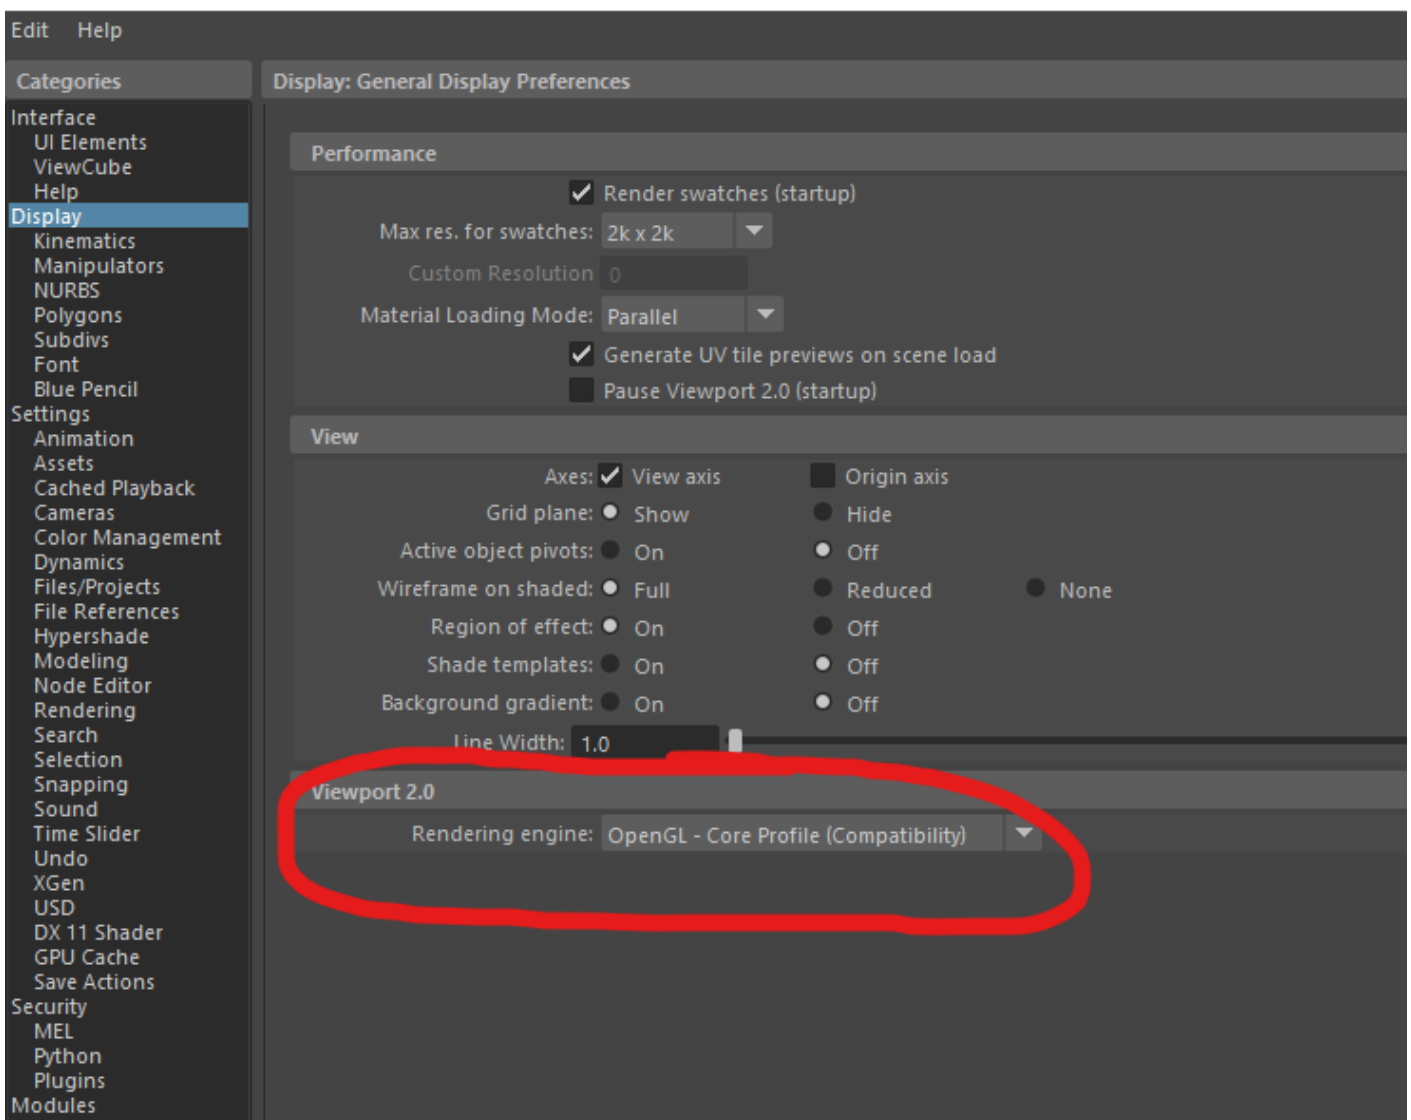 Edit Help
Categories
Interface
UI Elements
ViewCube
Help
Display
Kinematics
Manipulators
NURBS
Polygons
Subdivs
Font
Blue Pencil
Settings
Animation
Assets
Cached Playback
Cameras
Color Management
Dynamics
Files/Projects
File References
Hypershade
Modeling
Node Editor
Rendering
Search
Selection
Snapping
Sound
Time Slider
Undo
XGen
USD
DX 11 Shader
GPU Cache
Save Actions
Security
MEL
Python
Plugins
Modules
Display: General Display Preferences
Performance
Render swatches (startup)
Max res. for swatches: 2k x 2k
Custom Resolution 0
Material Loading Mode: Parallel
Generate UV tile previews on scene load
Pause Viewport 2.0 (startup)
View
Axes: View axis Origin axis
Grid plane: Show Hide
Active object pivots: On Off
Wireframe on shaded: Full Reduced None
Region of effect: On Off
Shade templates: On Off
Background gradient: On Off
Line Width: 1.0
Viewport 2.0
Rendering engine: OpenGL - Core Profile (Compatibility)